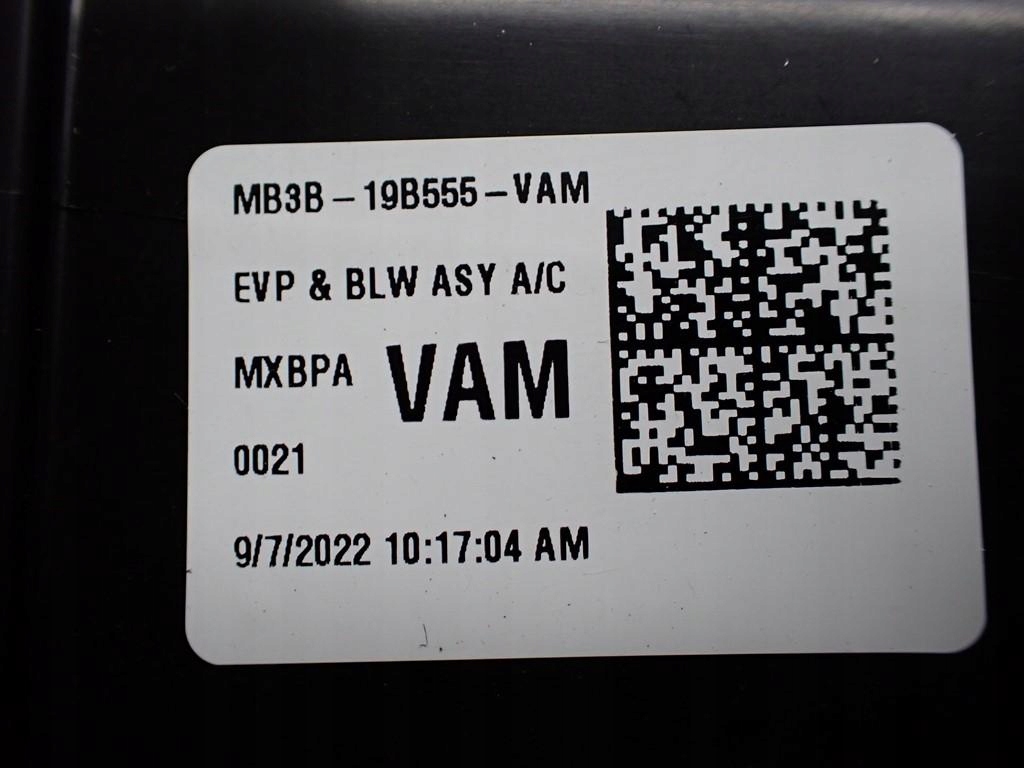 MB3B-19B555-VAM
EVP & BLW ASY A/C
MXBPA VAM
0021
9/7/2022 10:17:04 AM